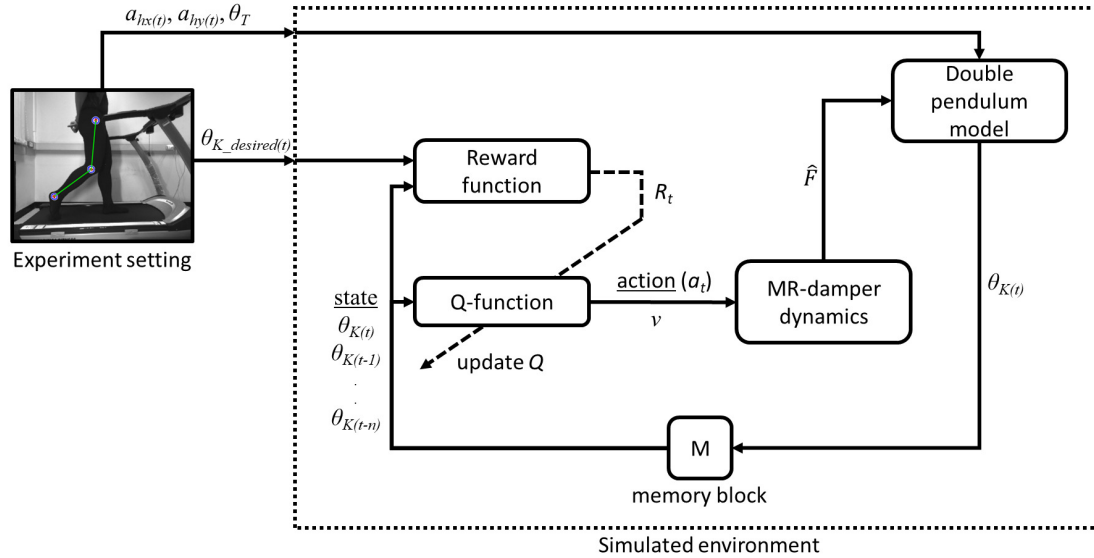 a_hx(t), a_hy(t), θ_T
Double
pendulum
model
θ_K_desired(t)
Reward
function
R_t
F̂
Experiment setting
state
θ_K(t)
θ_K(t-1)
.
.
θ_K(t-n)
Q-function
update Q
action (a_t)
v
MR-damper
dynamics
θ_K(t)
M
memory block
Simulated environment